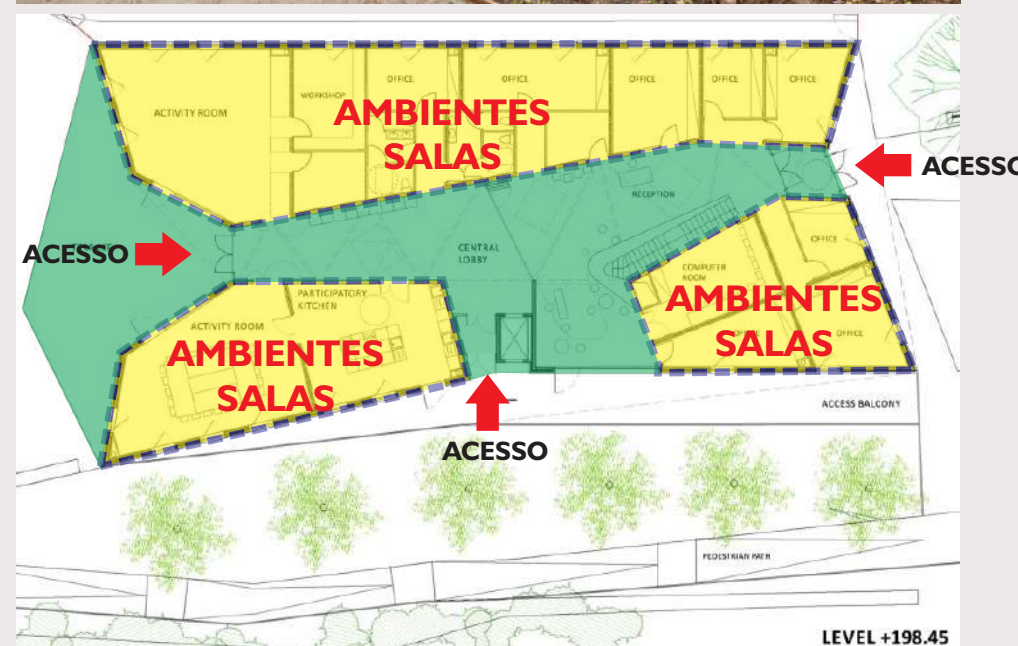 OFFICE
OFFICE
OFFICE
OFFICE
OFFICE
WORKSHOP
ACTIVITY ROOM
AMBIENTES
SALAS
ACESSO
RECEPTION
ACESSO
CENTRAL
LOBBY
OFFICE
COMPUTER
ROOM
PARTICIPATORY
KITCHEN
ACTIVITY ROOM
AMBIENTES
SALAS
OFFICE
OFFICE
AMBIENTES
SALAS
ACCESS BALCONY
ACESSO
PEDESTRIAN PATH
LEVEL +198.45